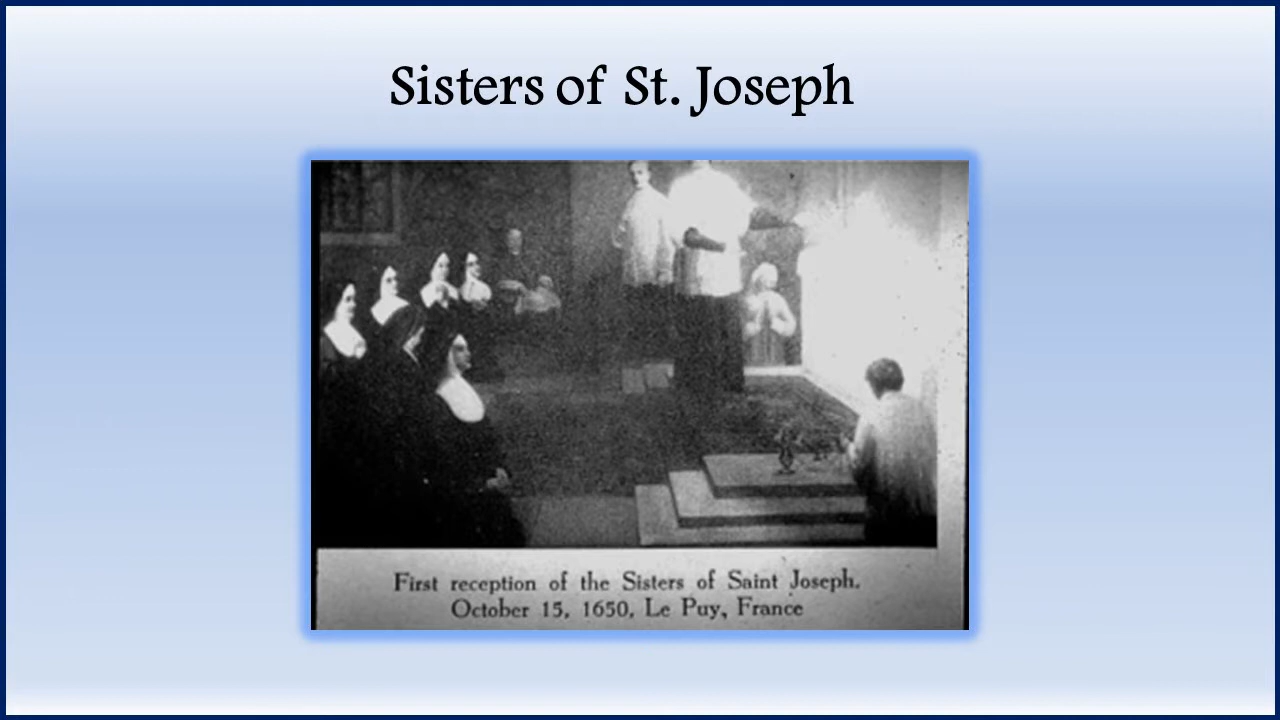 Sisters of St. Joseph
First reception of the Sisters of Saint Joseph.
October 15, 1650, Le Puy, France